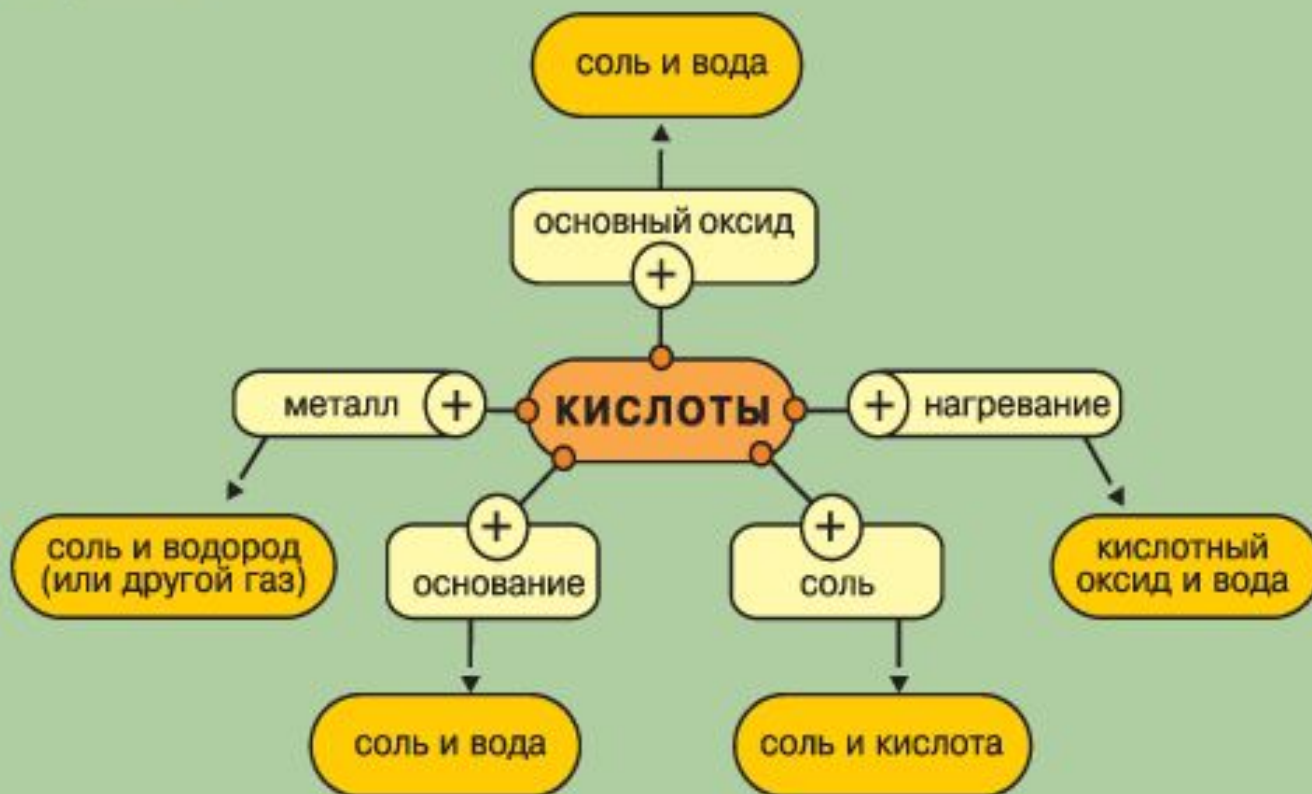 соль и вода
основный оксид
+
металл +
КИСЛОТЫ
+ нагревание
соль и водород
(или другой газ)
+
основание
+
соль
кислотный
оксид и вода
соль и вода
соль и кислота